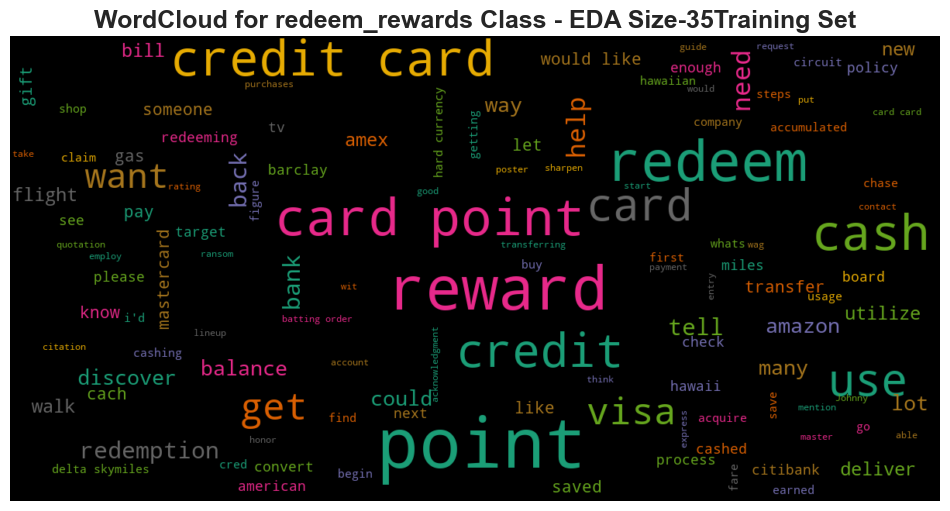 WordCloud for redeem_rewards Class - EDA Size-35Training Set
bill
credit card
would like
guide
request
new
gift
purchases
hawaiian
enough
would
need
circuit
policy
shop
someone
hard currency
way
help
steps
put
card card
redeeming
tv
amex
getting
let
company
accumulated
take
claim
gas
want
rating
back
figure
barclay
poster
sharpen
redeem
flight
good
start
card
chase
see
pay
target
card point
contact
cash
quotation
employ
ransom
mastercard
transferring
whats
wag
please
bank
buy
first
payment
miles
board
reward
entry
transfer
usage
know
i'd
wit
batting order
tell
amazon
utilize
citation
lineup
cashing
acknowledgment
credit
check
balance
account
many
discover
cach
think
hawaii
use
walk
get
could
next
like
visa
express
acquire
save
mention
Johnny
lot
find
go
honor
point
master
able
redemption
cashed
process
delta skymiles
cred
convert
begin
fare
citibank
deliver
american
saved
earned